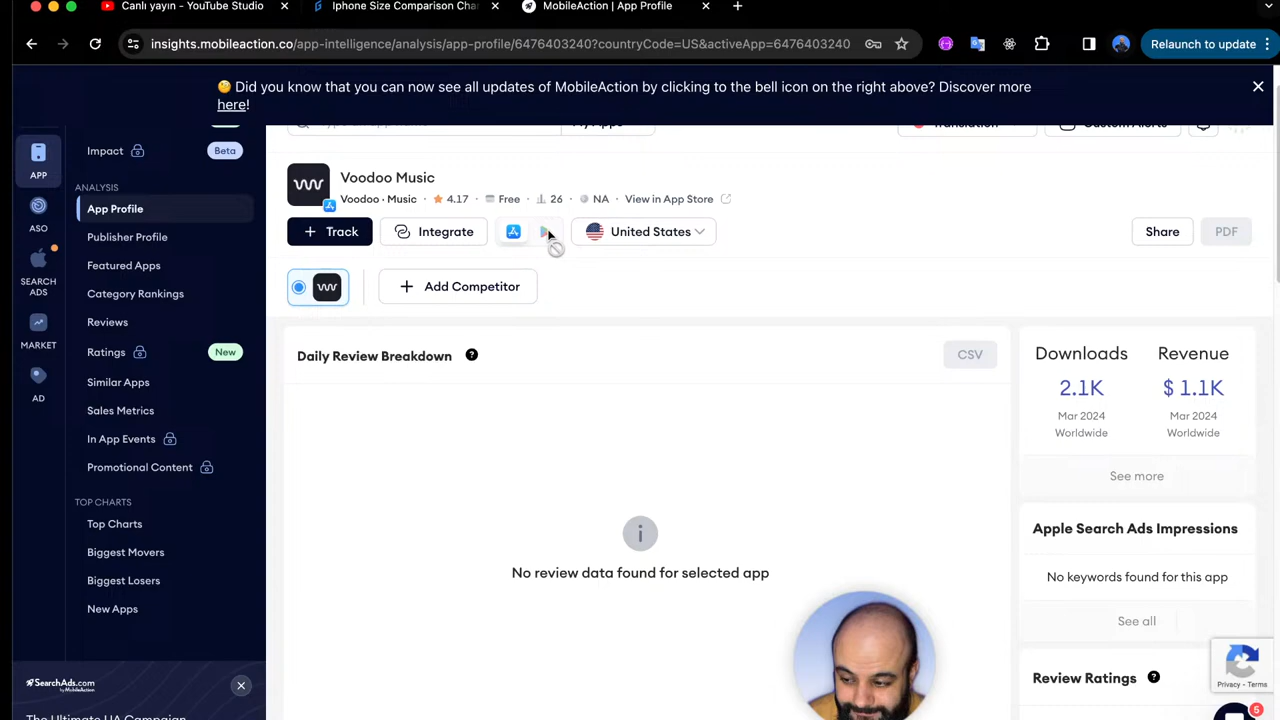 Canlı yayın - YouTube Studio
Iphone Size Comparison Cha
MobileAction | App Profile
insights.mobileaction.co/app-intelligence/analysis/app-profile/6476403240?countryCode=US&activeApp=6476403240
Relaunch to update
🤔 Did you know that you can now see all updates of MobileAction by clicking to the bell icon on the right above? Discover more
here!
APP
ASO
SEARCH
ADS
MARKET
AD
Impact
Beta
ANALYSIS
App Profile
Publisher Profile
Featured Apps
Category Rankings
Reviews
Ratings
New
Similar Apps
Sales Metrics
In App Events
Promotional Content
TOP CHARTS
Top Charts
Biggest Movers
Biggest Losers
New Apps
SearchAds.com
by MobileAction
The Ultimate UA Campaign
Translation
Custom Alerts
Voodoo Music
Voodoo · Music • 4.17 • Free • 26 • NA • View in App Store
+ Track
Integrate
United States
Share
PDF
+ Add Competitor
Daily Review Breakdown
CSV
No review data found for selected app
Downloads
2.1K
Mar 2024
Worldwide
Revenue
$ 1.1K
Mar 2024
Worldwide
See more
Apple Search Ads Impressions
No keywords found for this app
See all
Review Ratings
Privacy - Terms
5